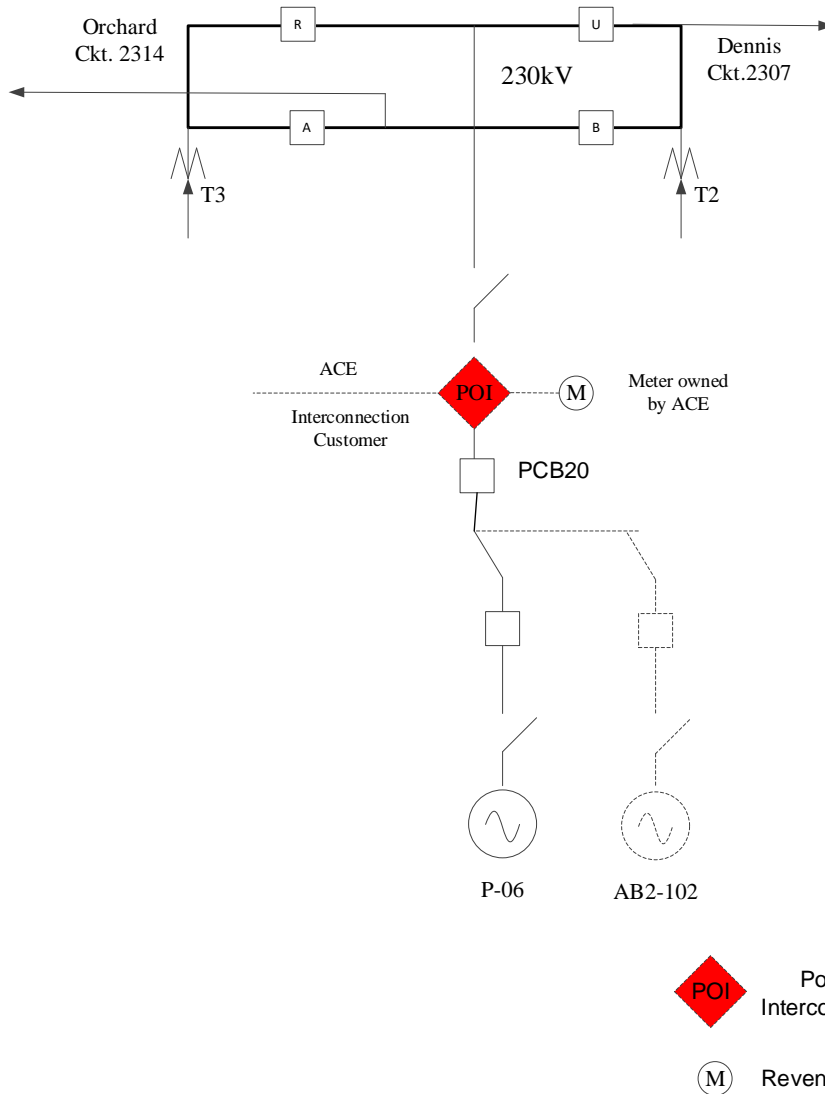 Orchard
Ckt. 2314
R
U
Dennis
Ckt.2307
230kV
A
B
T3
T2
ACE
POI
M
Meter owned
by ACE
Interconnection
Customer
PCB20
P-06
AB2-102
POI
Po
Interco
M
Reven